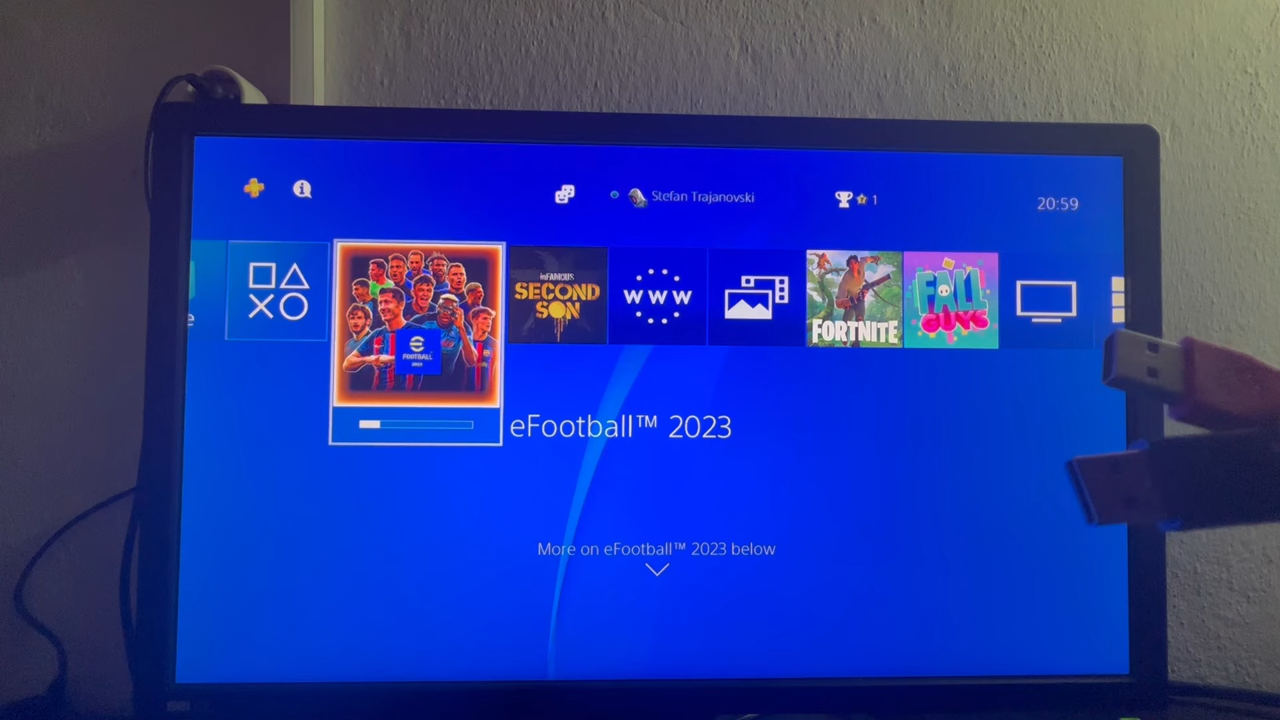 Stefan Trajanovski
1
20:59
e
inFAMOUS
SECOND
SON
WWW
FORTNITE
FALL
GUYS
FOOTBALL
eFootball™ 2023
More on eFootball™ 2023 below